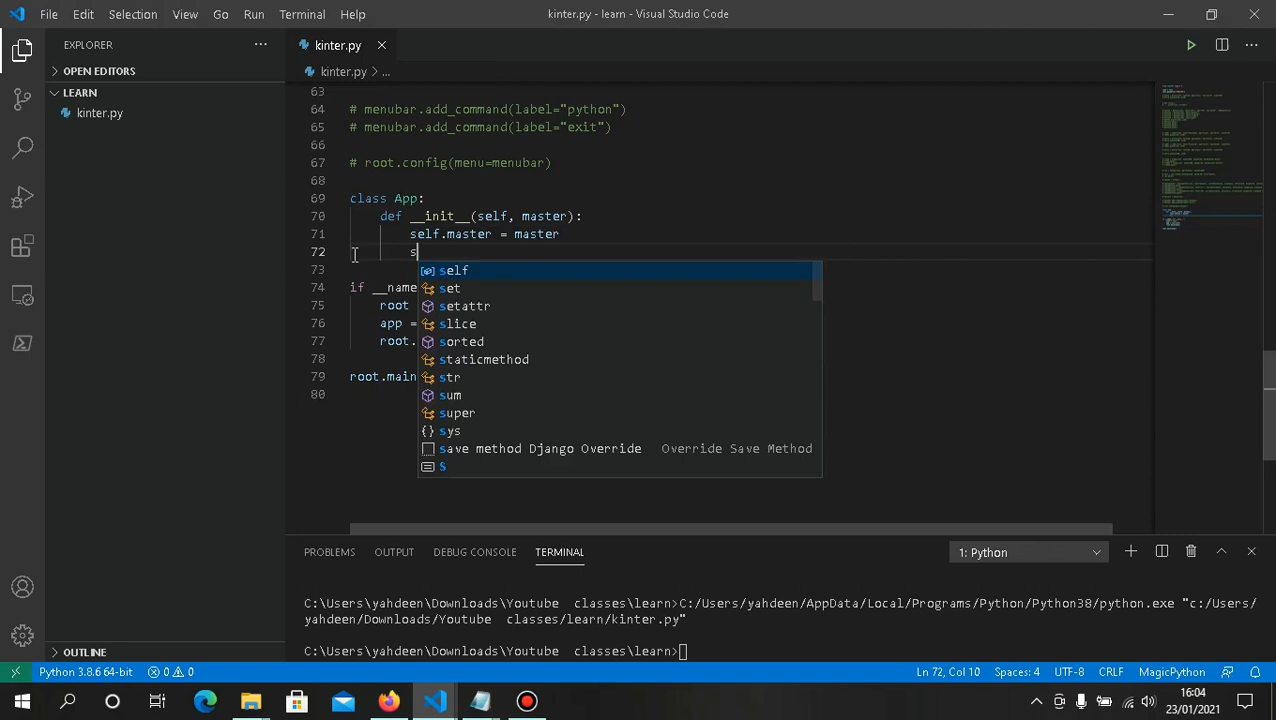 File Edit Selection View Go Run Terminal Help
kinter.py - learn - Visual Studio Code
EXPLORER
OPEN EDITORS
LEARN
kinter.py
OUTLINE
kinter.py
kinter.py > ...
63
64 # menubar.add_command(label="python")
65 # menubar.add_command(label="exit")
66
67 # root.config(menu=menubar)
68
69 class App:
70 def __init__(self, master):
71 self.master = master
72 s
73
74 if __name
75 root
76 app =
77 root.
78
79 root.main
80
self
set
setattr
slice
sorted
staticmethod
str
sum
super
sys
save method Django Override Override Save Method
S
PROBLEMS OUTPUT DEBUG CONSOLE TERMINAL
1: Python
C:\Users\yahdeen\Downloads\Youtube classes\learn>C:/Users/yahdeen/AppData/Local/Programs/Python/Python38/python.exe "c:/Users/
yahdeen/Downloads/Youtube classes/learn/kinter.py"
C:\Users\yahdeen\Downloads\Youtube classes\learn>
Python 3.8.6 64-bit 0 0
Ln 72, Col 10 Spaces: 4 UTF-8 CRLF MagicPython
16:04
23/01/2021